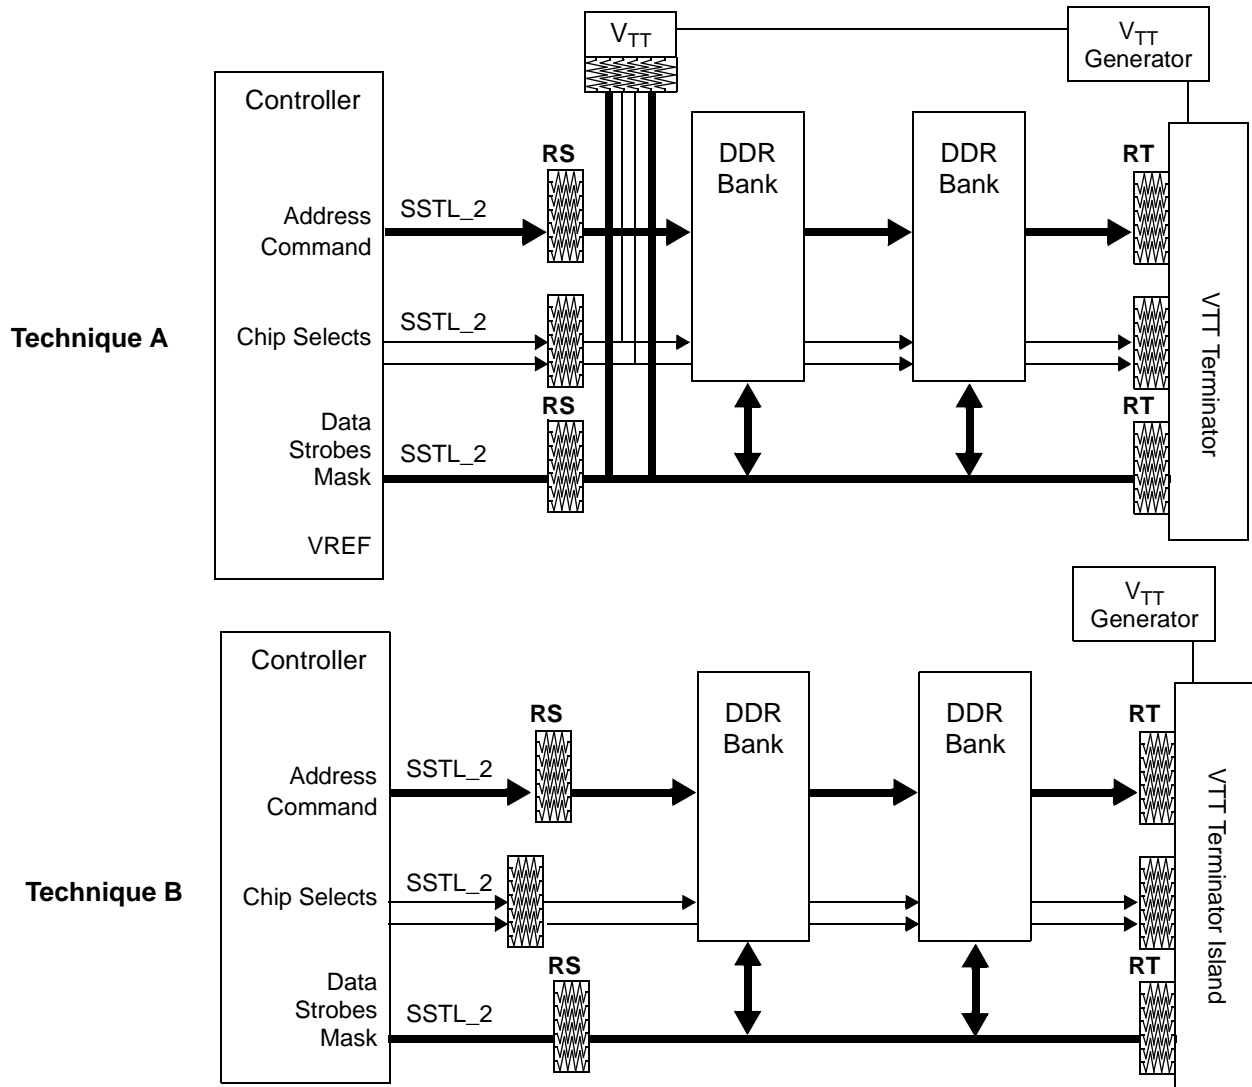 VTT
VTT
Generator
Controller
RS
DDR
Bank
DDR
Bank
RT
Address
Command
SSTL_2
Technique A
Chip Selects
SSTL_2
VTT Terminator
RS
RT
Data
Strobes
Mask
SSTL_2
VREF
VTT
Generator
Controller
RS
DDR
Bank
DDR
Bank
RT
Address
Command
SSTL_2
Technique B
Chip Selects
SSTL_2
VTT Terminator Island
RS
RT
Data
Strobes
Mask
SSTL_2